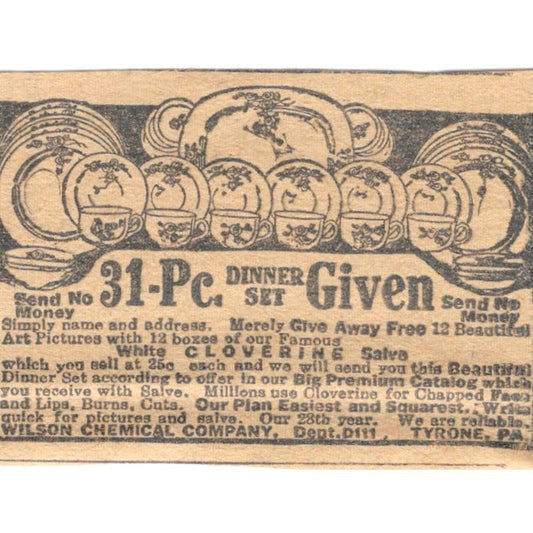 31-Pc. DINNER SET Given
Send No Money
Send No Money
Simply name and address. Merely Give Away Free 12 Beautiful
Art Pictures with 12 boxes of our Famous
White CLOVERINE Salve
which you sell at 25c each and we will send you this Beautiful
Dinner Set according to offer in our Big Premium Catalog which
you receive with Salve. Millions use Cloverine for Chapped Face
and Lips, Burns, Cuts. Our Plan Easiest and Squarest. Write
quick for pictures and salve. Our 28th year. We are reliable.
WILSON CHEMICAL COMPANY, Dept. D111, TYRONE, PA